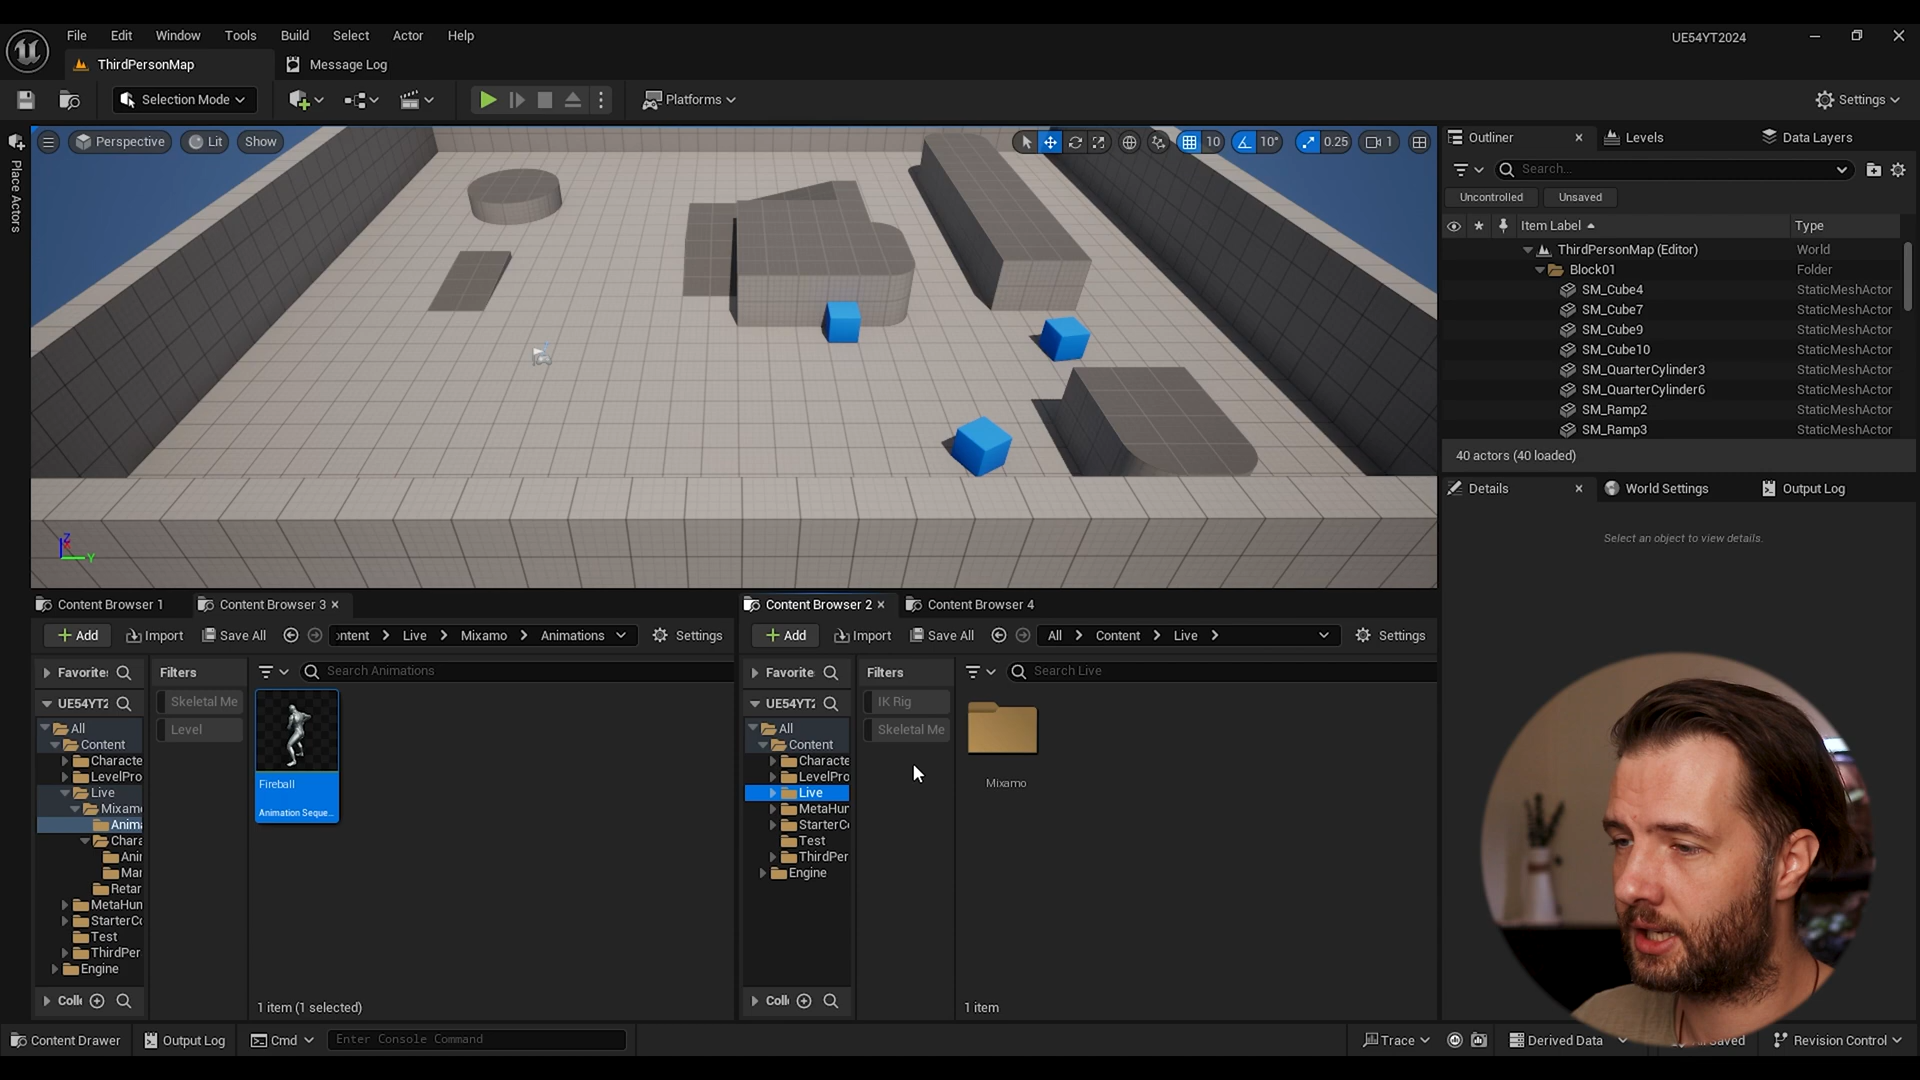 File Edit Window Tools Build Select Actor Help
UE54YT2024
ThirdPersonMap
Message Log
Selection Mode
Platforms
Settings
Place Actors
Perspective
Lit
Show
10
10°
0.25
1
Z
Y
Outliner
Levels
Data Layers
Search...
Uncontrolled
Unsaved
Item Label
Type
ThirdPersonMap (Editor) World
Block01 Folder
SM_Cube4 StaticMeshActor
SM_Cube7 StaticMeshActor
SM_Cube9 StaticMeshActor
SM_Cube10 StaticMeshActor
SM_QuarterCylinder3 StaticMeshActor
SM_QuarterCylinder6 StaticMeshActor
SM_Ramp2 StaticMeshActor
SM_Ramp3 StaticMeshActor
40 actors (40 loaded)
Details
World Settings
Output Log
Select an object to view details.
Content Browser 1
Content Browser 3
Add
Import
Save All
ntent > Live > Mixamo > Animations
Settings
Favorite
Filters
Search Animations
UE54YT2
Skeletal Me
Level
All
Content
Characte
LevelPro
Live
Mixamo
Anima
Chara
Ani
Mar
Retar
MetaHun
StarterCo
Test
ThirdPer
Engine
Coll
Fireball
Animation Seque...
1 item (1 selected)
Content Browser 2
Content Browser 4
Add
Import
Save All
All > Content > Live >
Settings
Favorite
Filters
Search Live
UE54YT2
IK Rig
Skeletal Me
All
Content
Characte
LevelPro
Live
MetaHun
StarterCo
Test
ThirdPer
Engine
Coll
Mixamo
1 item
Content Drawer
Output Log
Cmd
Enter Console Command
Trace
Derived Data
Saved
Revision Control